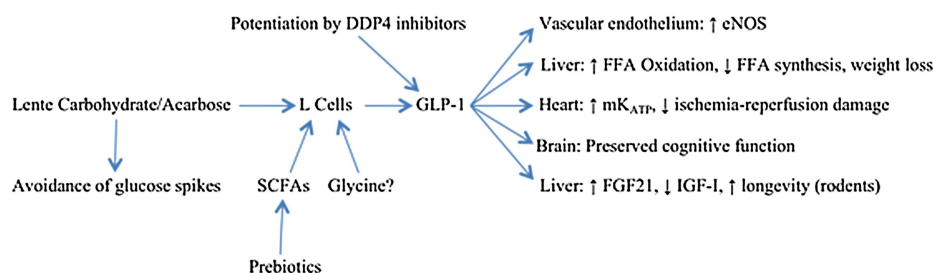 Potentiation by DDP4 inhibitors
Vascular endothelium: ↑ eNOS
Liver: ↑ FFA Oxidation, ↓ FFA synthesis, weight loss
Lente Carbohydrate/Acarbose
L Cells
GLP-1
Heart: ↑ mK_ATP, ↓ ischemia-reperfusion damage
Brain: Preserved cognitive function
Avoidance of glucose spikes
SCFAs
Glycine?
Liver: ↑ FGF21, ↓ IGF-I, ↑ longevity (rodents)
Prebiotics